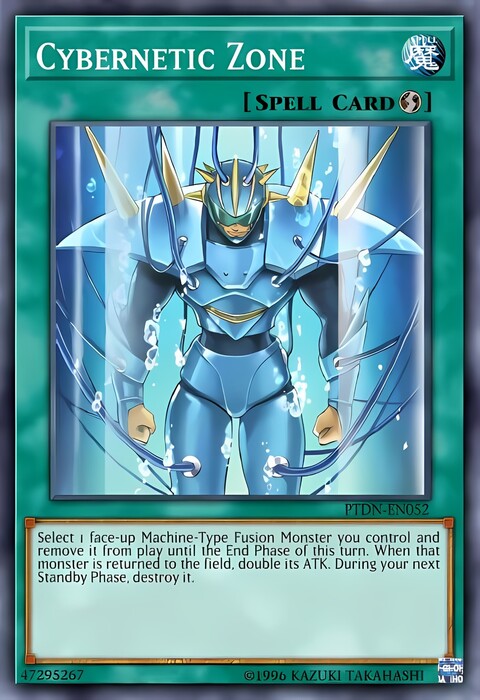 CYBERNETIC ZONE
[SPELL CARD]
PTDN-EN052
Select 1 face-up Machine-Type Fusion Monster you control and
remove it from play until the End Phase of this turn. When that
monster is returned to the field, double its ATK. During your next
Standby Phase, destroy it.
47295267
©1996 KAZUKI TAKAHASHI